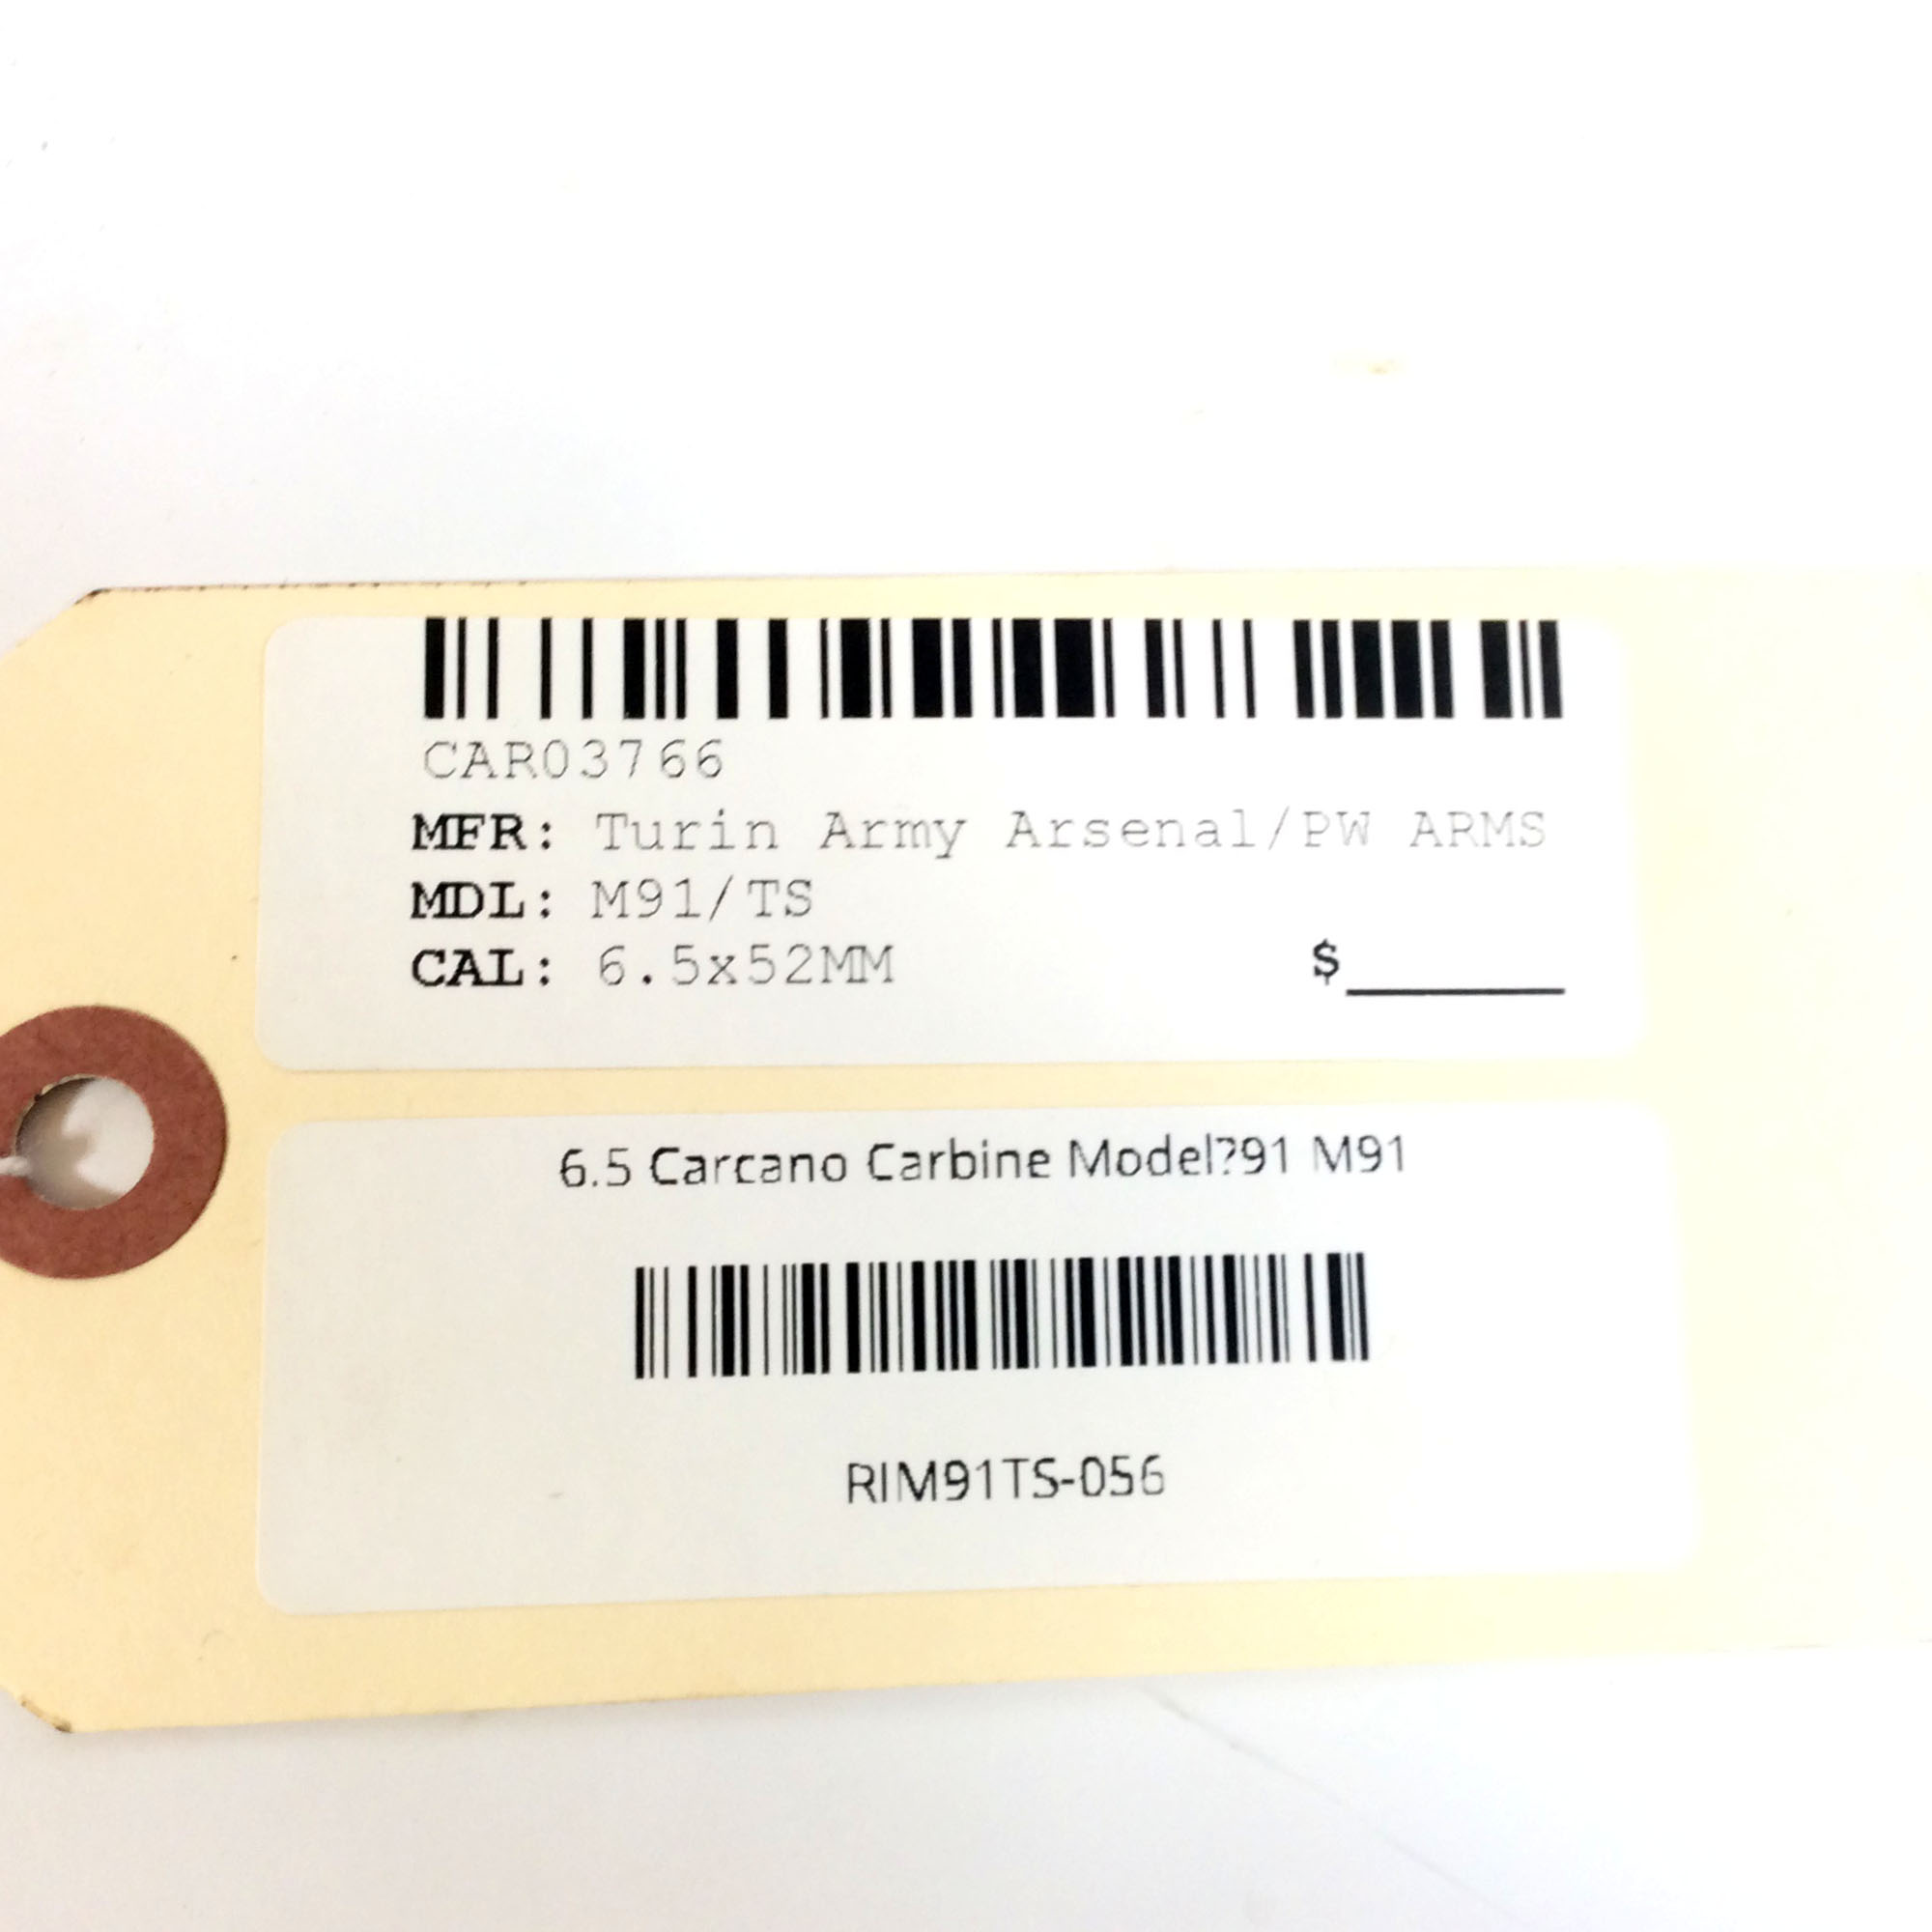 CAR03766
MFR: Turin Army Arsenal/PW ARMS
MDL: M91/TS
CAL: 6.5x52MM $_______
6.5 Carcano Carbine Model?91 M91
RIM91TS-056